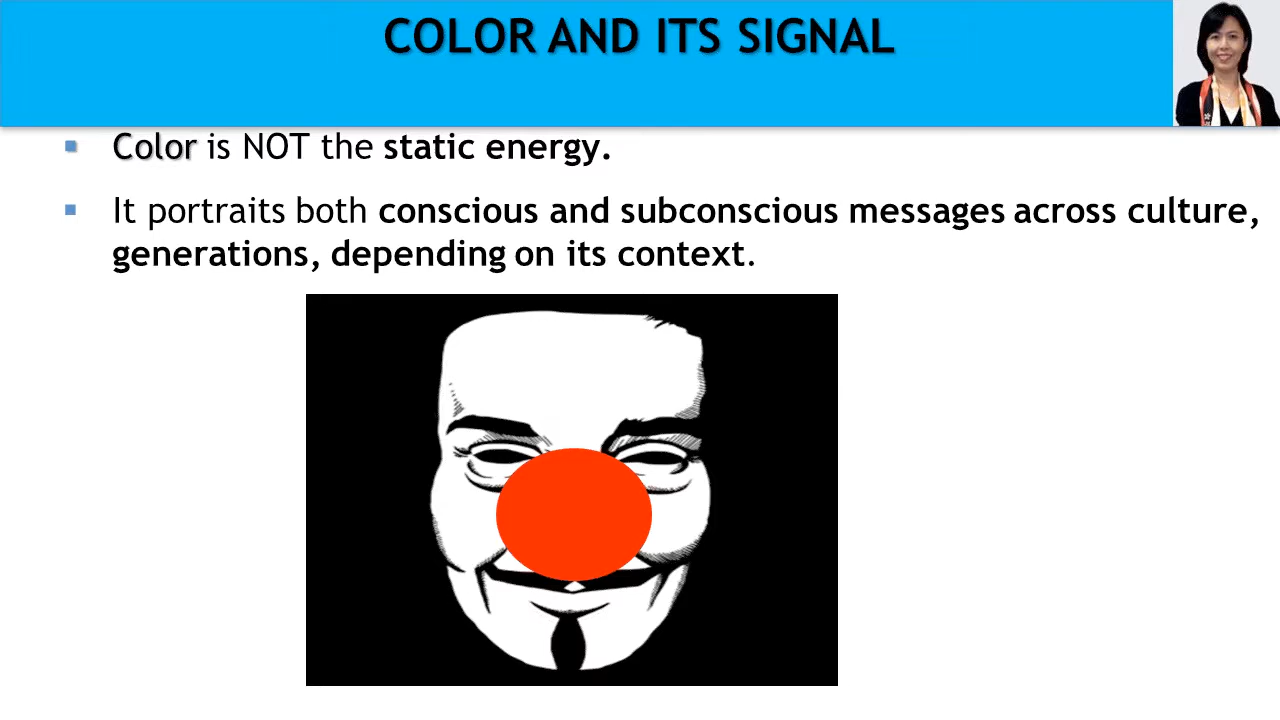 COLOR AND ITS SIGNAL
Color is NOT the static energy.
It portraits both conscious and subconscious messages across culture,
generations, depending on its context.